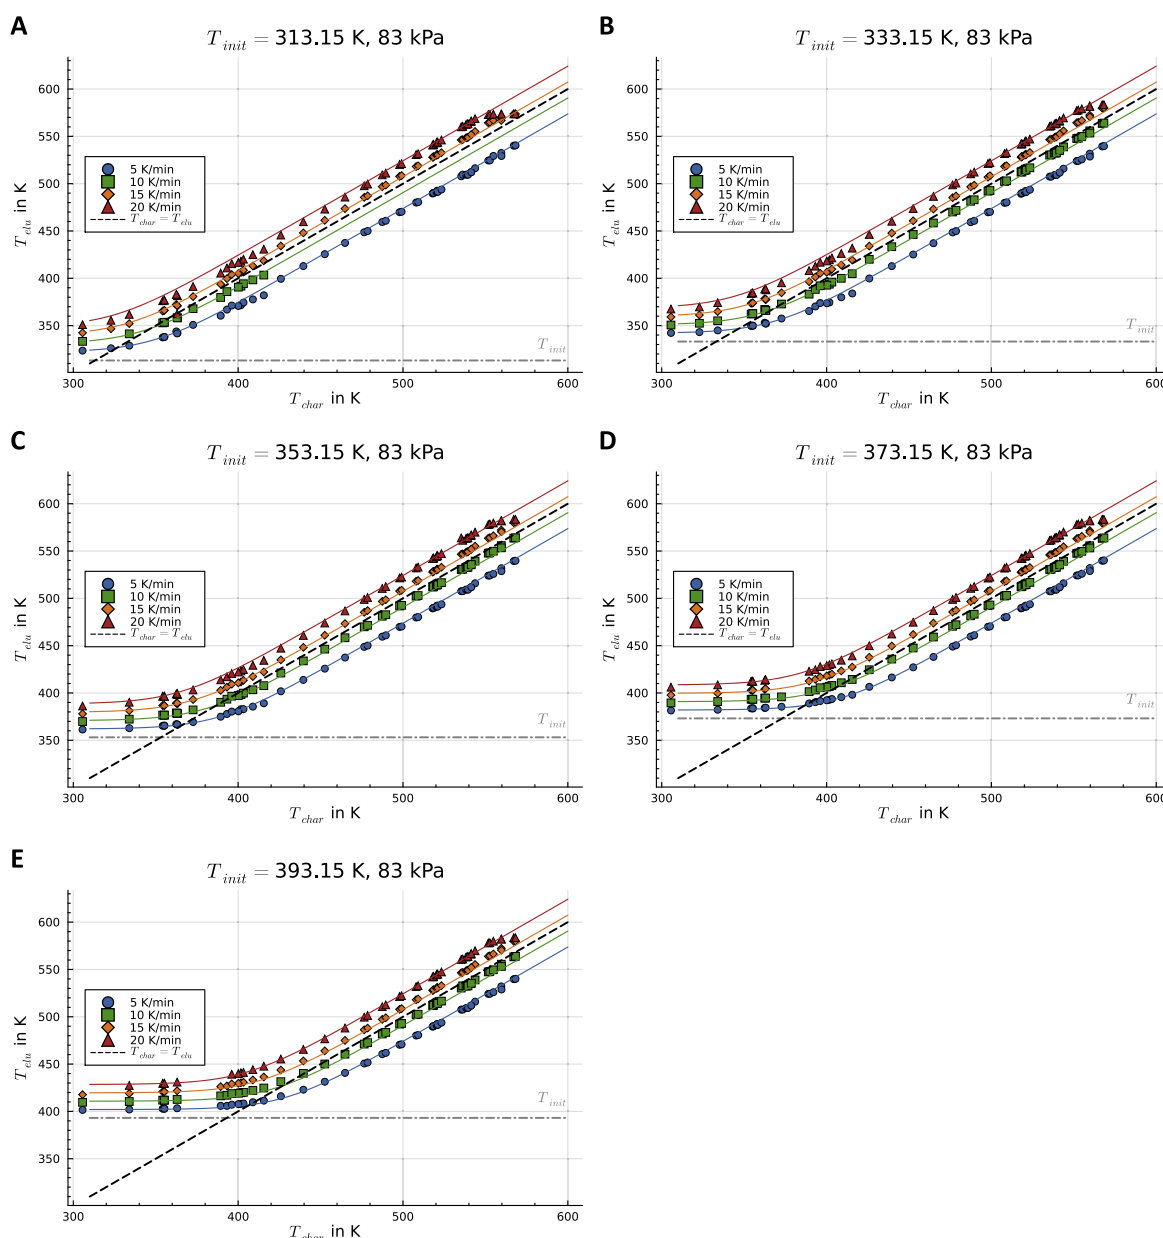 A
T_init = 313.15 K, 83 kPa
600
550
500
450
400
350
5 K/min
10 K/min
15 K/min
20 K/min
T_char = T_elu
T_init
300
400
500
600
T_elu in K
T_char in K
B
T_init = 333.15 K, 83 kPa
600
550
500
450
400
350
5 K/min
10 K/min
15 K/min
20 K/min
T_char = T_elu
T_init
300
400
500
600
T_elu in K
T_char in K
C
T_init = 353.15 K, 83 kPa
600
550
500
450
400
350
5 K/min
10 K/min
15 K/min
20 K/min
T_char = T_elu
T_init
300
400
500
600
T_elu in K
T_char in K
D
T_init = 373.15 K, 83 kPa
600
550
500
450
400
350
5 K/min
10 K/min
15 K/min
20 K/min
T_char = T_elu
T_init
300
400
500
600
T_elu in K
T_char in K
E
T_init = 393.15 K, 83 kPa
600
550
500
450
400
350
5 K/min
10 K/min
15 K/min
20 K/min
T_char = T_elu
T_init
300
400
500
600
T_elu in K
T_char in K